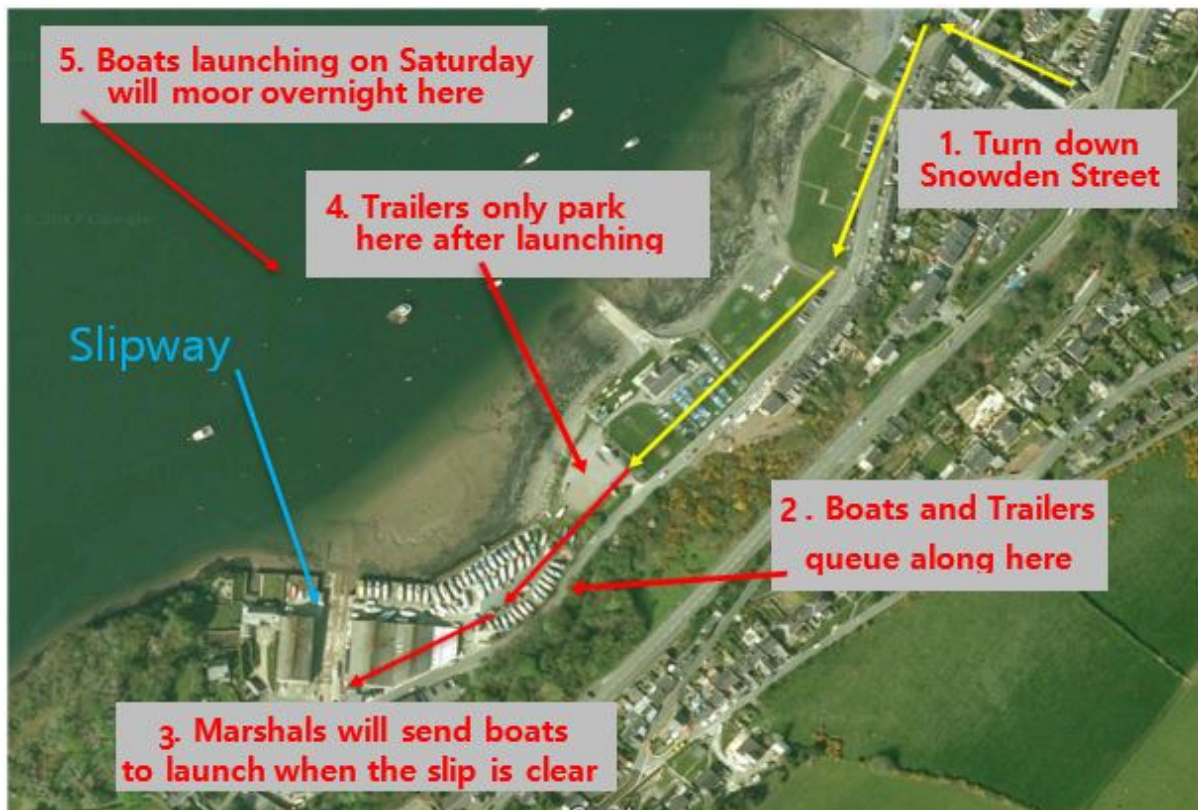 5. Boats launching on Saturday
will moor overnight here
1. Turn down
Snowden Street
4. Trailers only park
here after launching
Slipway
2 . Boats and Trailers
queue along here
3. Marshals will send boats
to launch when the slip is clear